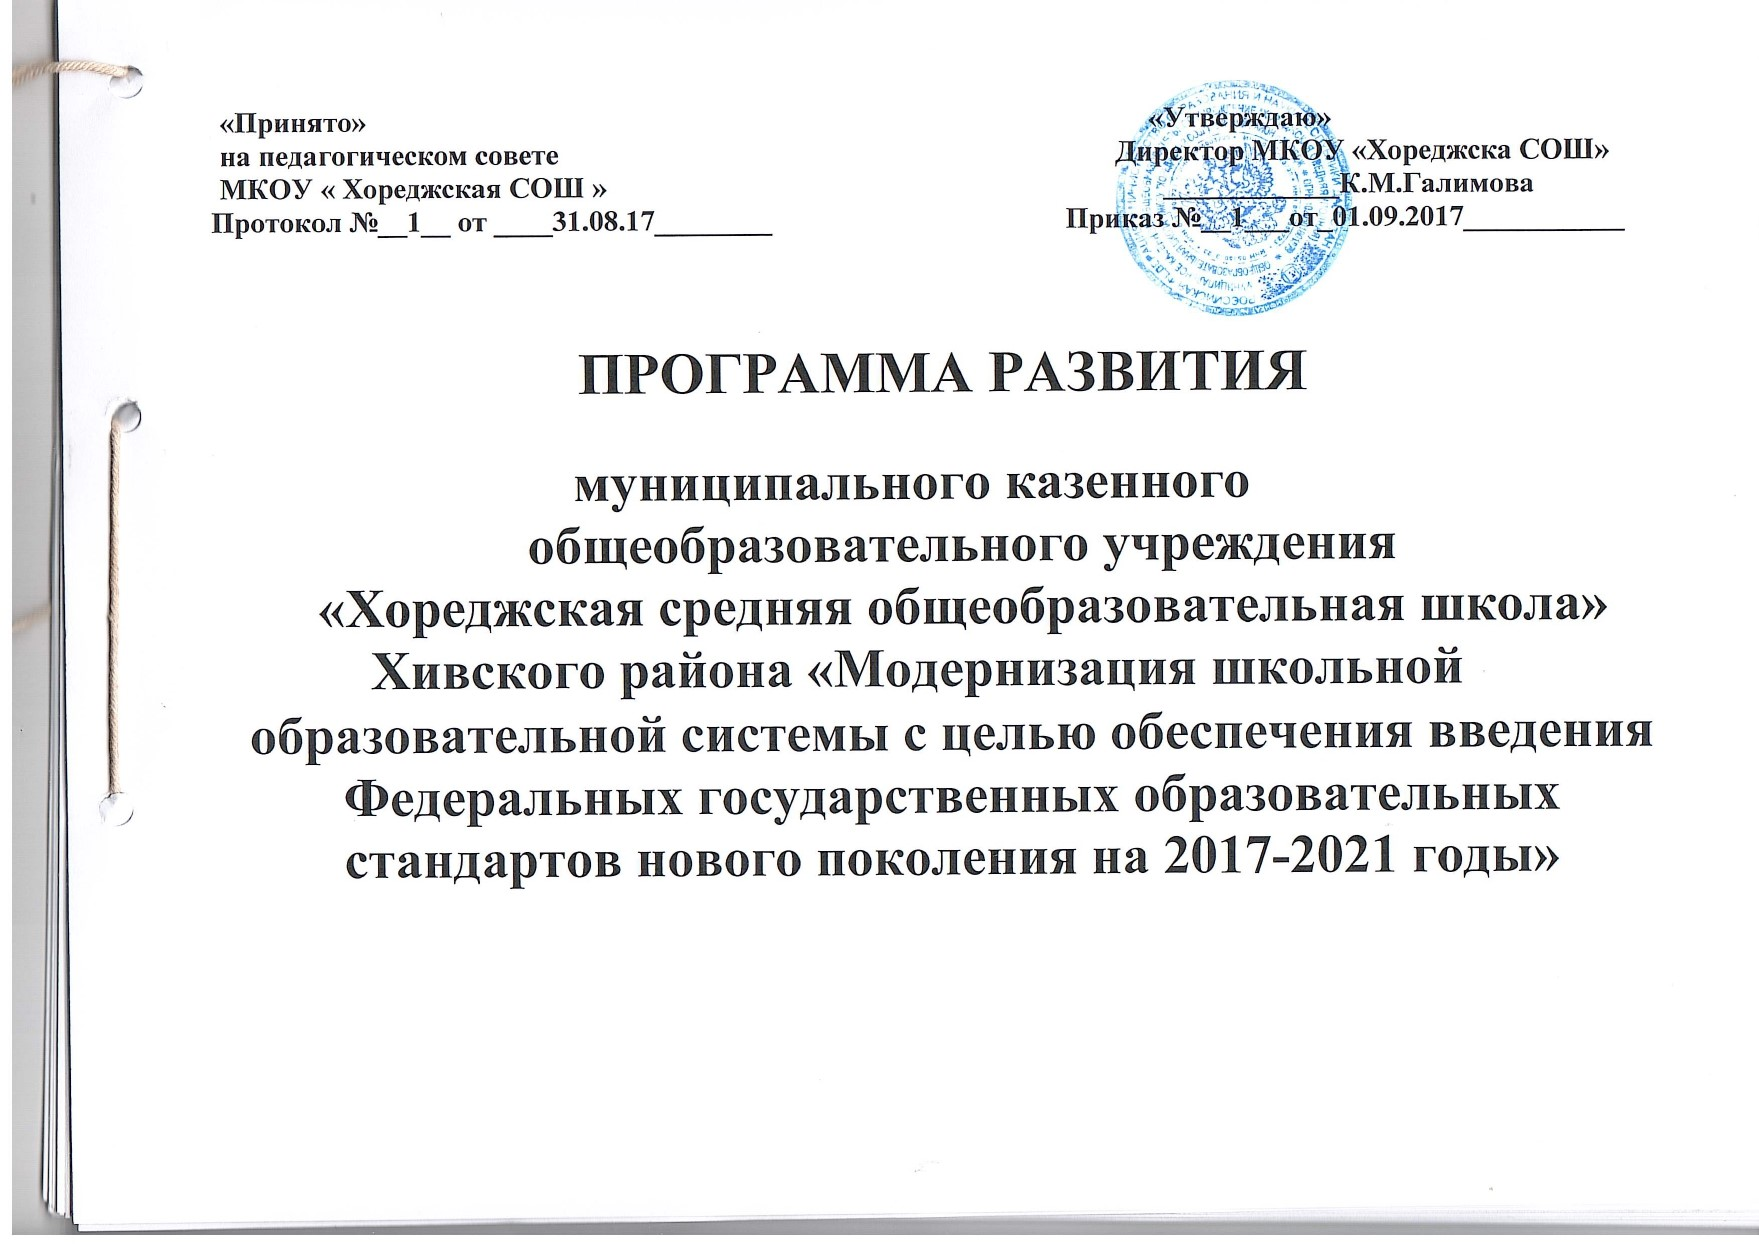 «Принято»
на педагогическом совете
МКОУ « Хореджская СОШ »
Протокол №__1__ от ____31.08.17________
«Утверждаю»
Директор МКОУ «Хореджска СОШ»
____________К.М.Галимова
Приказ №__1___от_01.09.2017___________
ПРОГРАММА РАЗВИТИЯ
муниципального казенного
общеобразовательного учреждения
«Хореджская средняя общеобразовательная школа»
Хивского района «Модернизация школьной
образовательной системы с целью обеспечения введения
Федеральных государственных образовательных
стандартов нового поколения на 2017-2021 годы»